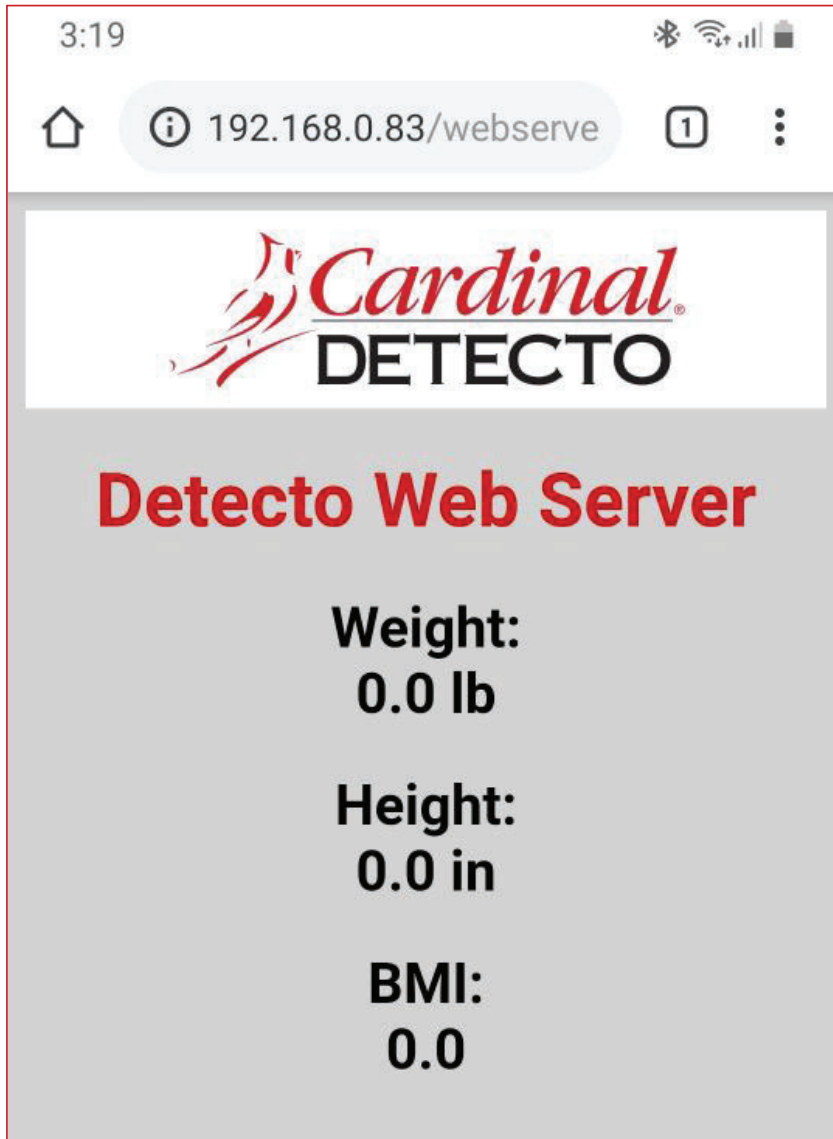 3:19
192.168.0.83/webserve
1
Cardinal®
DETECTO
Detecto Web Server
Weight:
0.0 lb
Height:
0.0 in
BMI:
0.0